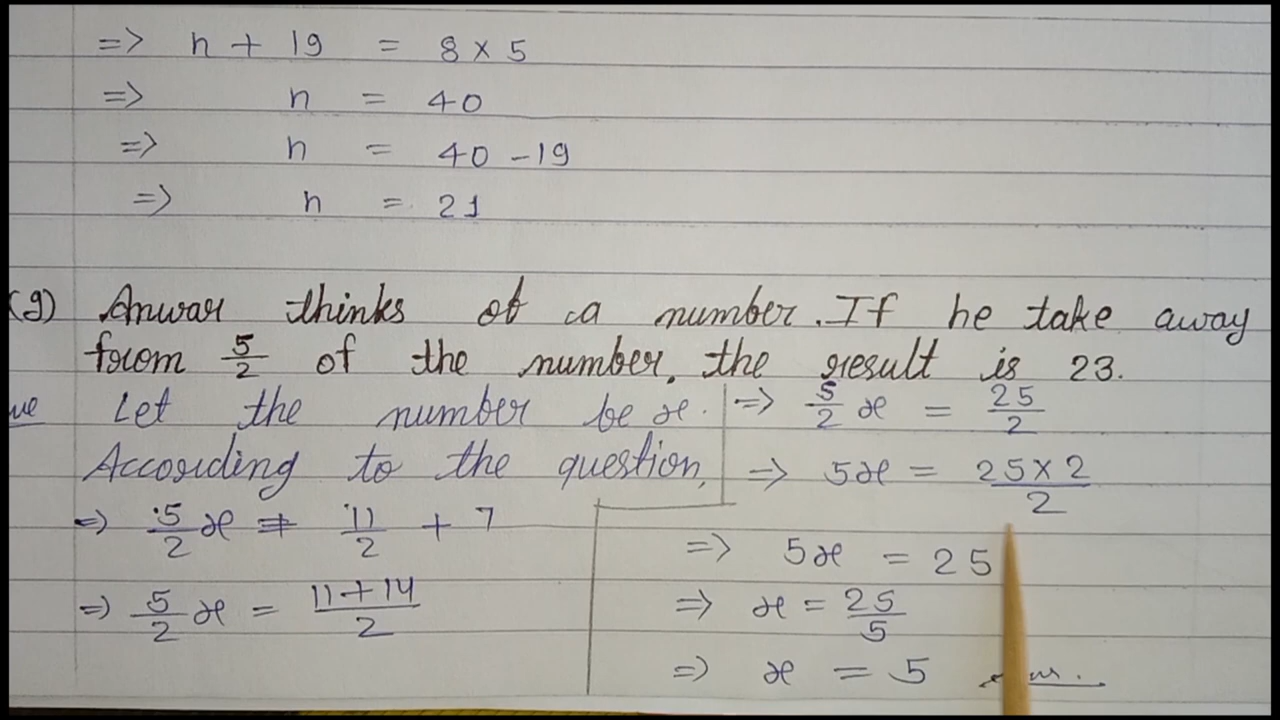 => n + 19 = 8 × 5
=> n = 40
=> n = 40 - 19
=> n = 21
(g) Anwar thinks of a number. If he take away
from 5/2 of the number. the result is 23.
Let the number be x.
According to the question,
=> 5/2 x = 11/2 + 7
=> 5/2 x = 11+14/2
=> 5/2 x = 25/2
=> 5x = 25×2/2
=> 5x = 25
=> x = 25/5
=> x = 5